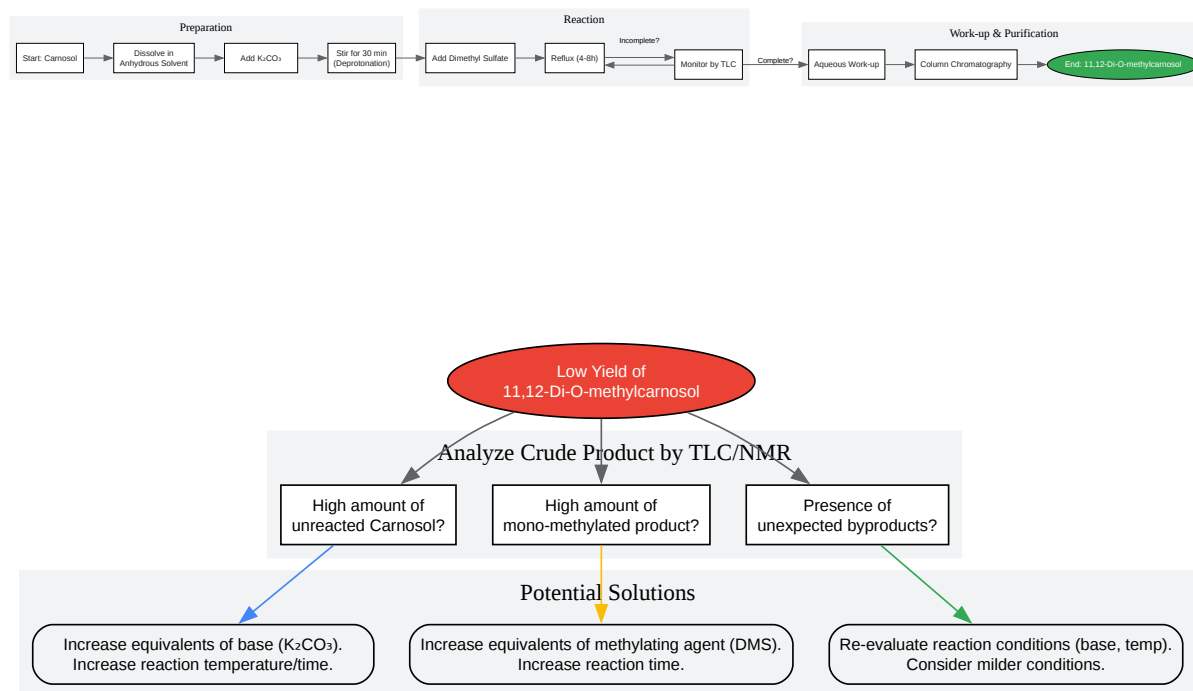 Preparation
Start: Carnosol
Dissolve in
Anhydrous Solvent
Add K₂CO₃
Stir for 30 min
(Deprotonation)
Reaction
Add Dimethyl Sulfate
Reflux (4-8h)
Incomplete?
Monitor by TLC
Complete?
Work-up & Purification
Aqueous Work-up
Column Chromatography
End: 11,12-Di-O-methylcarnosol
Low Yield of
11,12-Di-O-methylcarnosol
Analyze Crude Product by TLC/NMR
High amount of
unreacted Carnosol?
High amount of
mono-methylated product?
Presence of
unexpected byproducts?
Potential Solutions
Increase equivalents of base (K₂CO₃).
Increase reaction temperature/time.
Increase equivalents of methylating agent (DMS).
Increase reaction time.
Re-evaluate reaction conditions (base, temp).
Consider milder conditions.